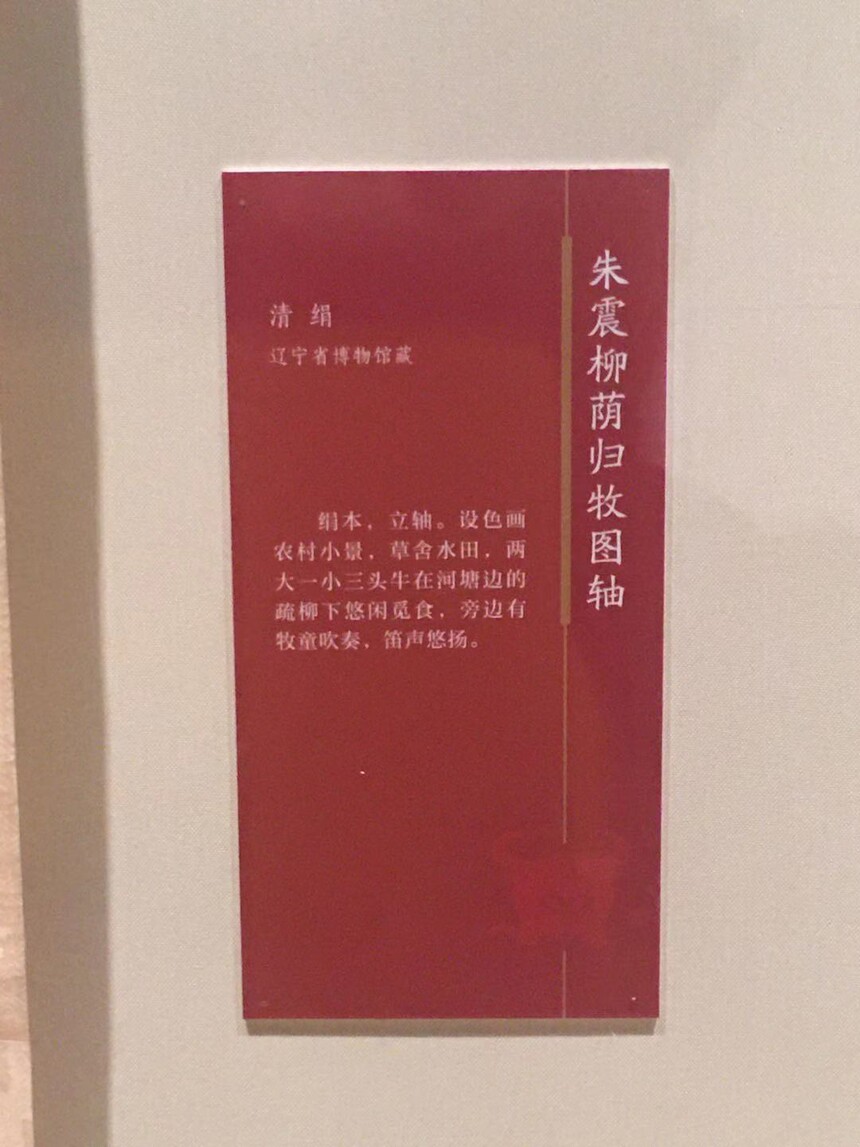 朱震柳荫归牧图轴
清 绢
辽宁省博物馆藏
绢本，立轴。设色画
农村小景，草舍水田，两
大一小三头牛在河塘边的
疏柳下悠闲觅食，旁边有
牧童吹奏，笛声悠扬。